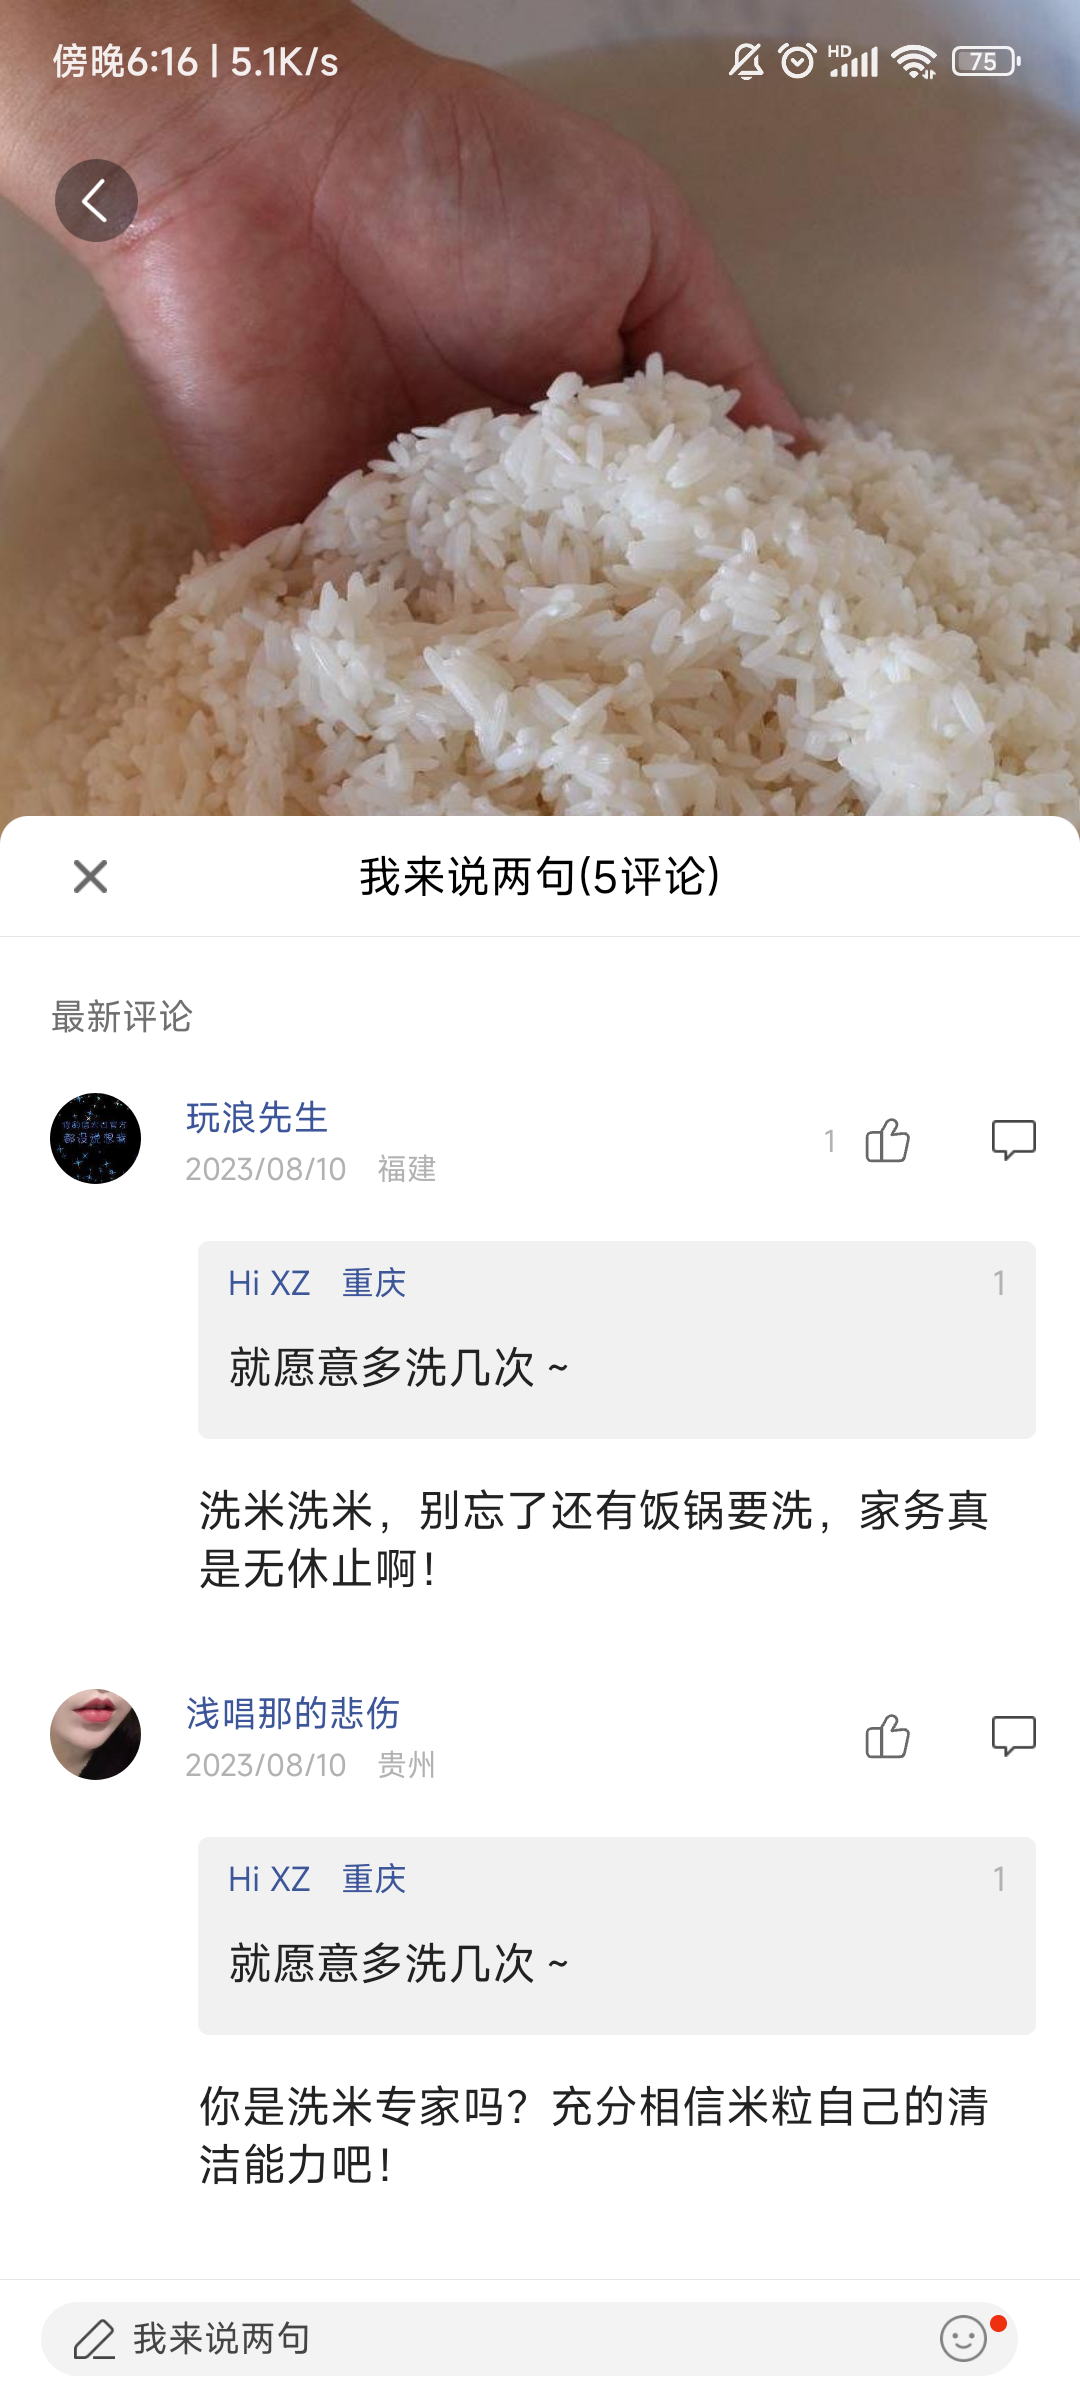 傍晚6:16 | 5.1K/s
HD
75
我来说两句(5评论)
最新评论
玩浪先生
2023/08/10 福建
1
Hi XZ 重庆
1
就愿意多洗几次 ~
洗米洗米，别忘了还有饭锅要洗，家务真
是无休止啊！
浅唱那的悲伤
2023/08/10 贵州
Hi XZ 重庆
1
就愿意多洗几次 ~
你是洗米专家吗？充分相信米粒自己的清
洁能力吧！
我来说两句